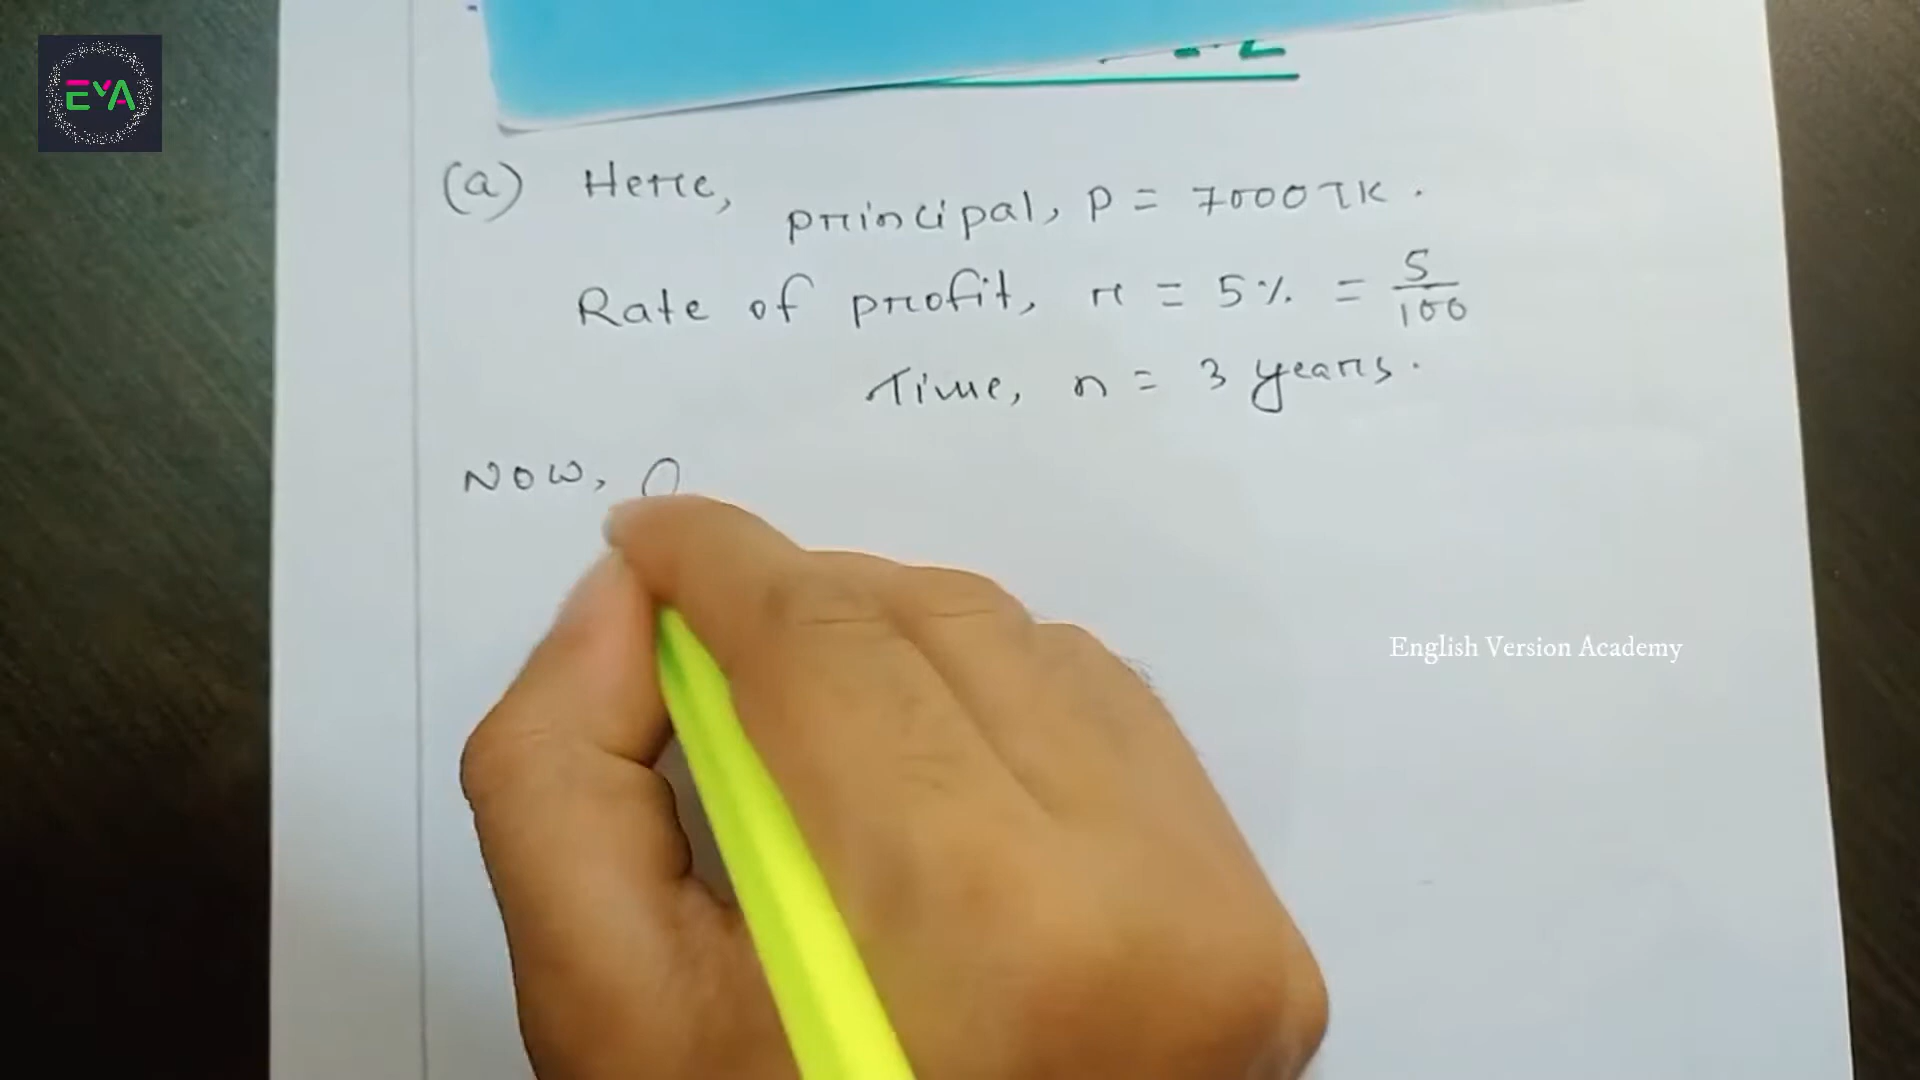 EVA
(a) Here, principal, P = 7000 TK.
Rate of profit, r = 5% = 5/100
Time, n = 3 years.
Now,
English Version Academy